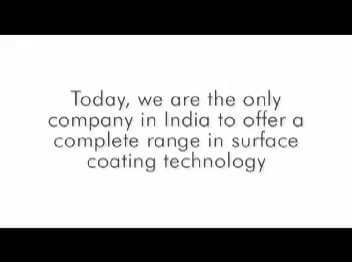 Today, we are the only
company in India to offer a
complete range in surface
coating technology